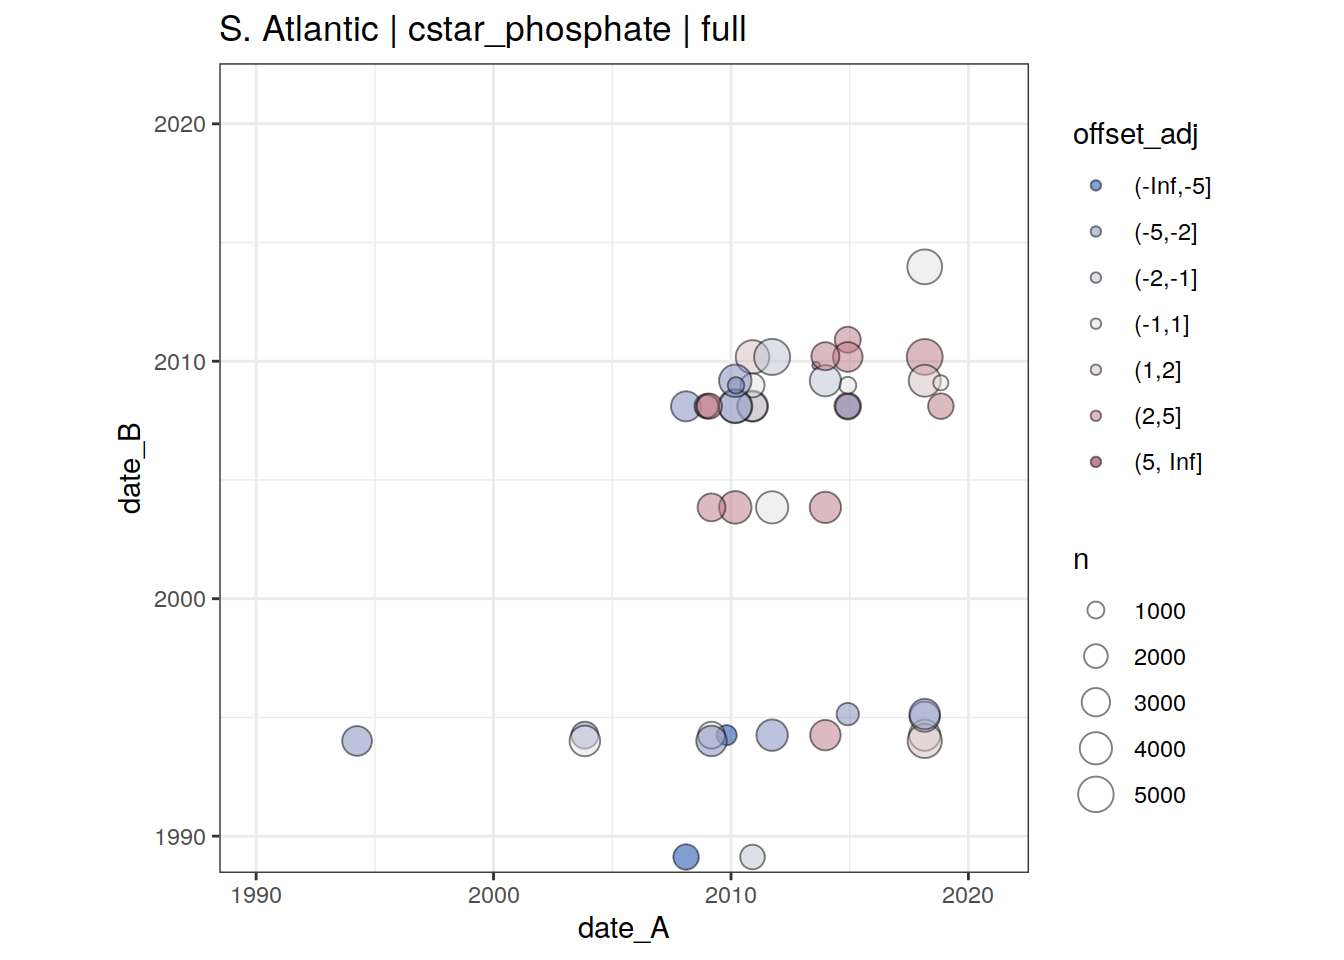 S. Atlantic | cstar_phosphate | full
date_B
2020
2010
2000
1990
1990 2000 2010 2020
date_A
offset_adj
(-Inf,-5]
(-5,-2]
(-2,-1]
(-1,1]
(1,2]
(2,5]
(5, Inf]
n
1000
2000
3000
4000
5000